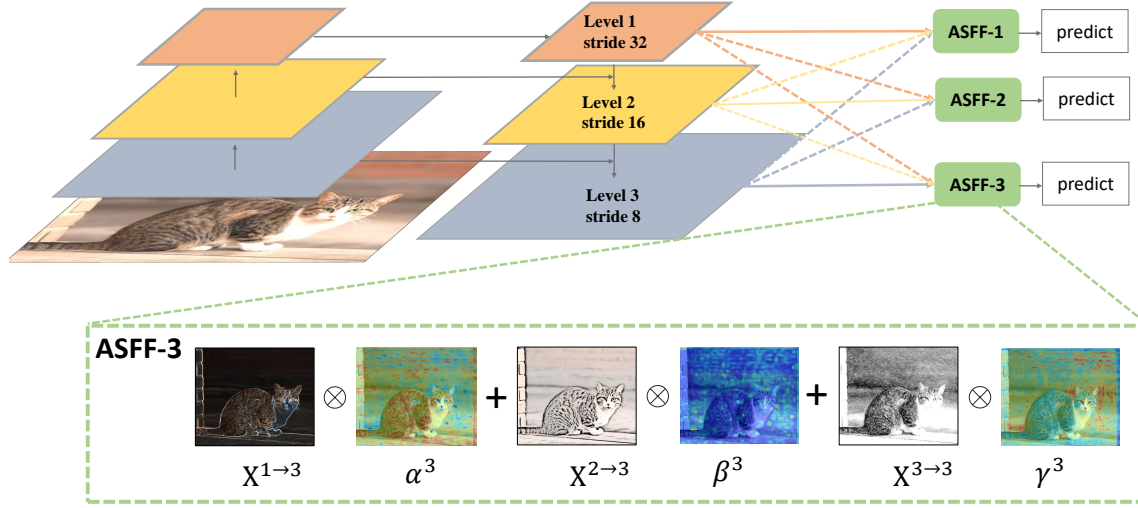 Level 1
stride 32
ASFF-1
predict
Level 2
stride 16
ASFF-2
predict
Level 3
stride 8
ASFF-3
predict
ASFF-3
⊗ + ⊗ + ⊗
X¹→³ α³ X²→³ β³ X³→³ γ³